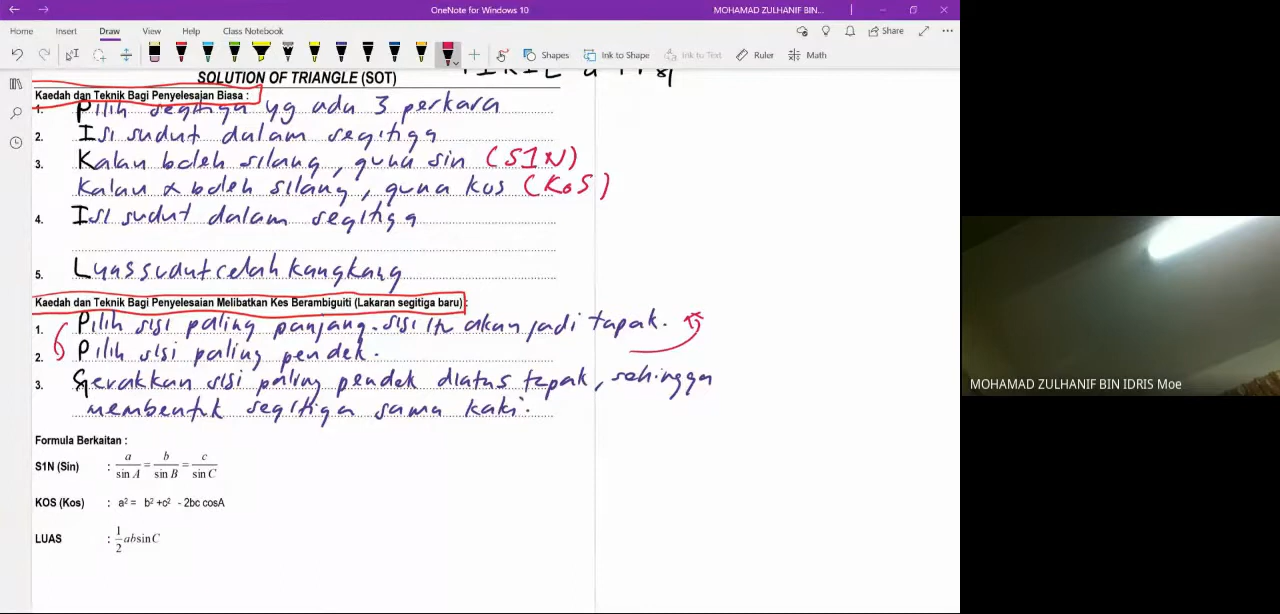 OneNote for Windows 10
MOHAMAD ZULHANIF BIN...
Home Insert Draw View Help Class Notebook
Share
Shapes Ink to Shape Ink to Text Ruler Math
SOLUTION OF TRIANGLE (SOT)
Kaedah dan Teknik Bagi Penyelesaian Biasa :
1. Pilih segitiga yg ada 3 perkara
2. Isi sudut dalam segitiga
3. Kalau boleh silang, guna sin (S1N)
Kalau x boleh silang, guna kos (KOS)
4. Isi sudut dalam segitiga
5. Luas sudut celah kangkang
Kaedah dan Teknik Bagi Penyelesaian Melibatkan Kes Berambiguiti (Lakaran segitiga baru) :
1. Pilih sisi paling panjang. Sisi itu akan jadi tapak.
2. Pilih sisi paling pendek.
3. Gerakkan sisi paling pendek diatas tapak, sehingga
membentuk segitiga sama kaki.
Formula Berkaitan :
S1N (Sin) : a/sin A = b/sin B = c/sin C
KOS (Kos) : a² = b² +c² - 2bc cosA
LUAS : 1/2 absinC
MOHAMAD ZULHANIF BIN IDRIS Moe